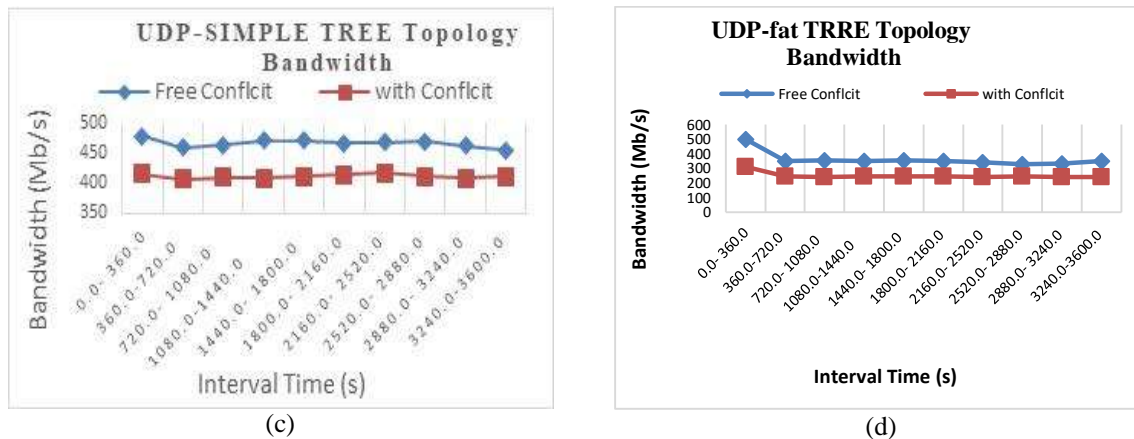 UDP-SIMPLE TREE Topology
Bandwidth
Free Conflcit
with Conflcit
Bandwidth (Mb/s)
500
450
400
350
0.0- 360.0
360.0-720.0
720.0- 1080.0
1080.0-1440.0
1440.0- 1800.0
1800.0- 2160.0
2160.0- 2520.0
2520.0- 2880.0
2880.0- 3240.0
3240.0-3600.0
Interval Time (s)
(c)
UDP-fat TRRE Topology
Bandwidth
Free Conflcit
with Conflcit
Bandwidth (Mb/s)
600
500
400
300
200
100
0
0.0- 360.0
360.0-720.0
720.0- 1080.0
1080.0-1440.0
1440.0- 1800.0
1800.0- 2160.0
2160.0- 2520.0
2520.0- 2880.0
2880.0- 3240.0
3240.0-3600.0
Interval Time (s)
(d)